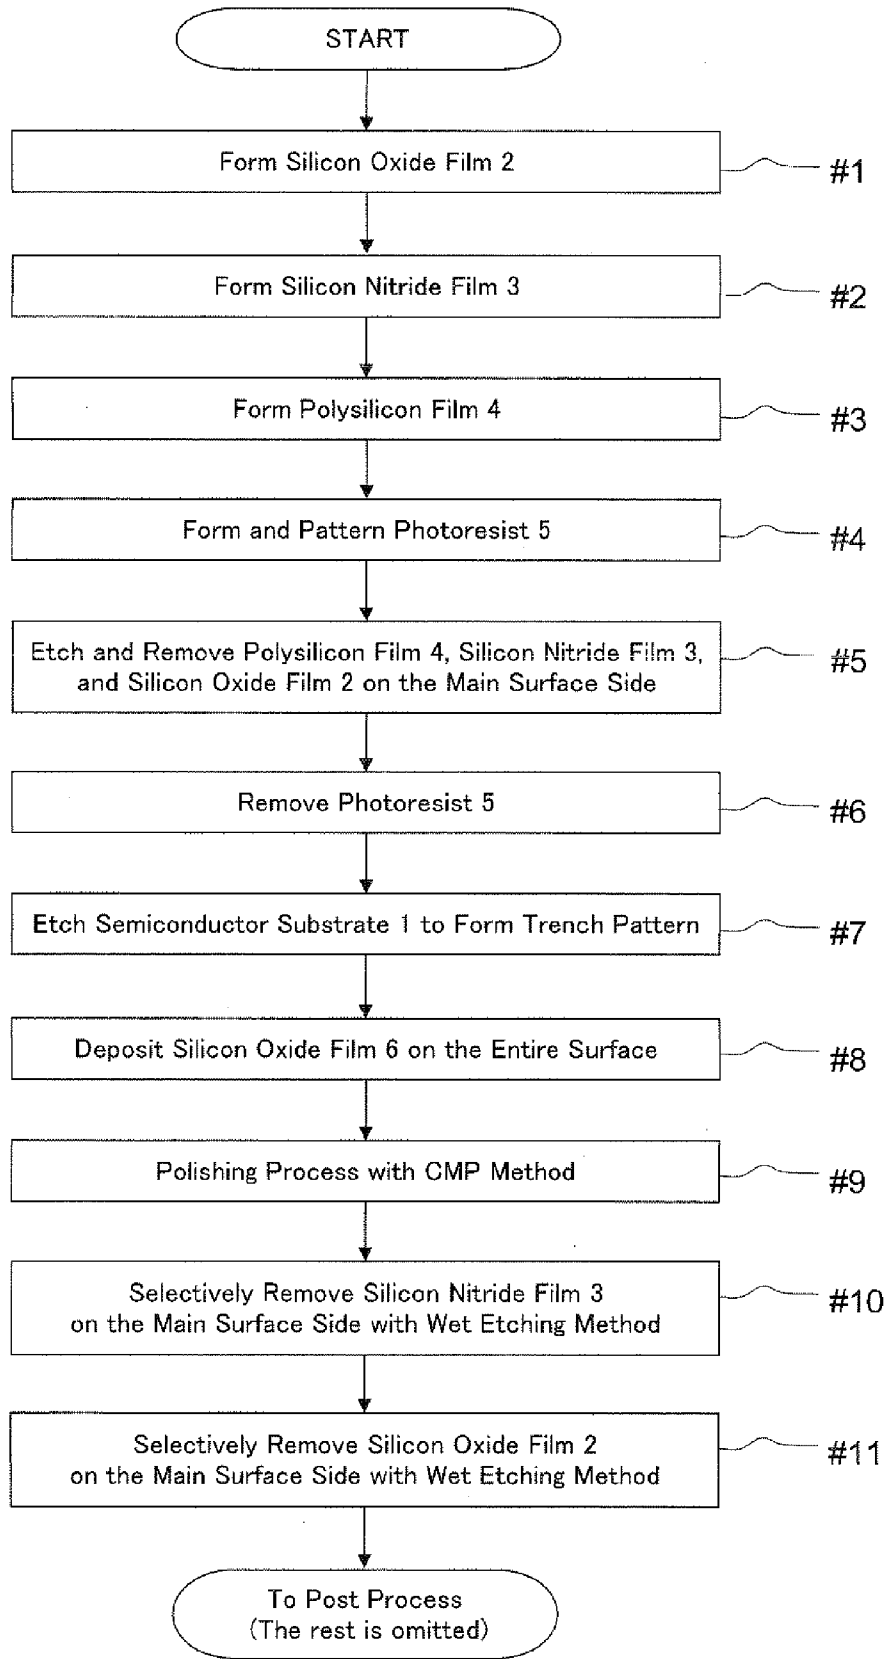 START
Form Silicon Oxide Film 2
#1
Form Silicon Nitride Film 3
#2
Form Polysilicon Film 4
#3
Form and Pattern Photoresist 5
#4
Etch and Remove Polysilicon Film 4, Silicon Nitride Film 3,
and Silicon Oxide Film 2 on the Main Surface Side
#5
Remove Photoresist 5
#6
Etch Semiconductor Substrate 1 to Form Trench Pattern
#7
Deposit Silicon Oxide Film 6 on the Entire Surface
#8
Polishing Process with CMP Method
#9
Selectively Remove Silicon Nitride Film 3
on the Main Surface Side with Wet Etching Method
#10
Selectively Remove Silicon Oxide Film 2
on the Main Surface Side with Wet Etching Method
#11
To Post Process
(The rest is omitted)